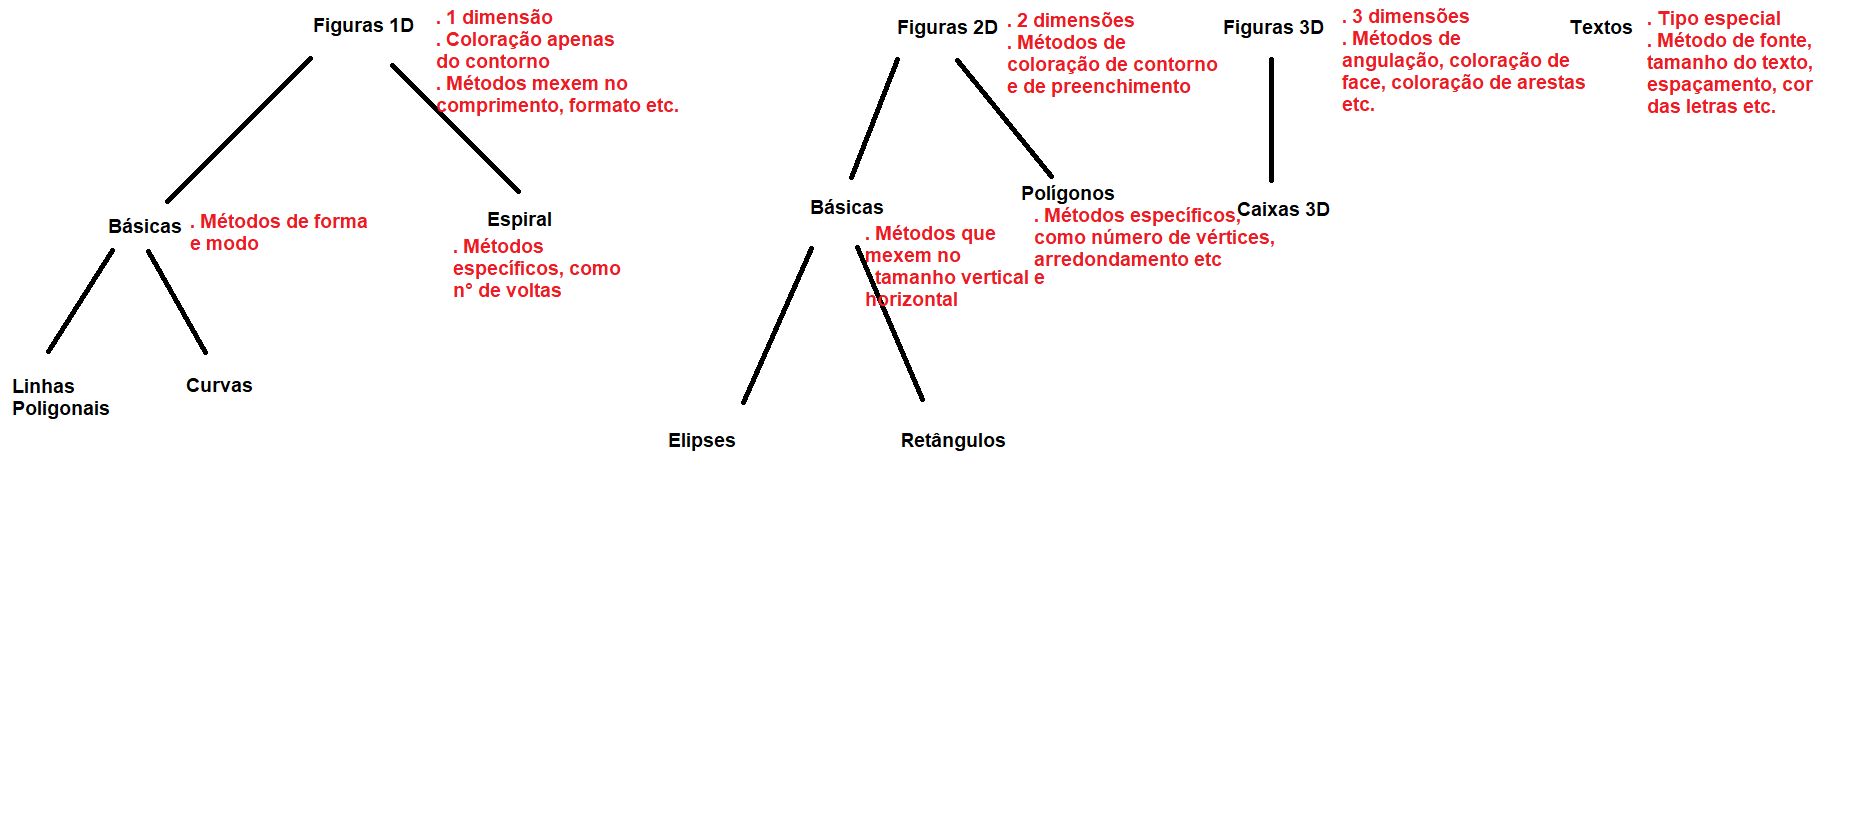 Figuras 1D
. 1 dimensão
. Coloração apenas
do contorno
. Métodos mexem no
comprimento, formato etc.
Figuras 2D
. 2 dimensões
. Métodos de
coloração de contorno
e de preenchimento
Figuras 3D
. 3 dimensões
. Métodos de
angulação, coloração de
face, coloração de arestas
etc.
Textos
. Tipo especial
. Método de fonte,
tamanho do texto,
espaçamento, cor
das letras etc.
Básicas
. Métodos de forma
e modo
Espiral
. Métodos
específicos, como
n° de voltas
Básicas
. Métodos que
mexem no
tamanho vertical e
horizontal
Polígonos
. Métodos específicos,
como número de vértices,
arredondamento etc
Caixas 3D
Linhas
Poligonais
Curvas
Elipses
Retângulos